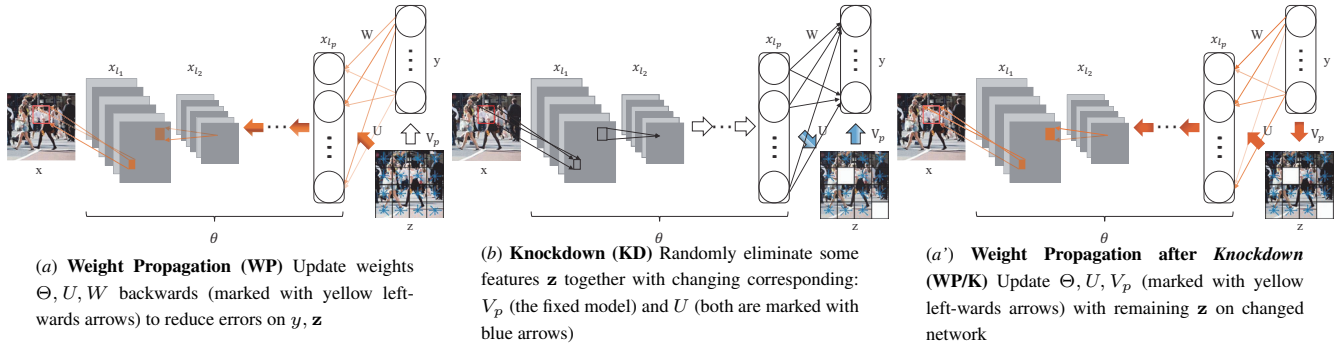 x_{l_1} x_{l_2} x_{l_p} W y
U V_p
x
z
θ
(a) Weight Propagation (WP) Update weights
Θ, U, W backwards (marked with yellow left-
wards arrows) to reduce errors on y, z
x_{l_1} x_{l_2} x_{l_p} W y
U V_p
x
z
θ
(b) Knockdown (KD) Randomly eliminate some
features z together with changing corresponding:
V_p (the fixed model) and U (both are marked with
blue arrows)
x_{l_1} x_{l_2} x_{l_p} W y
U V_p
x
z
θ
(a') Weight Propagation after Knockdown
(WP/K) Update Θ, U, V_p (marked with yellow
left-wards arrows) with remaining z on changed
network